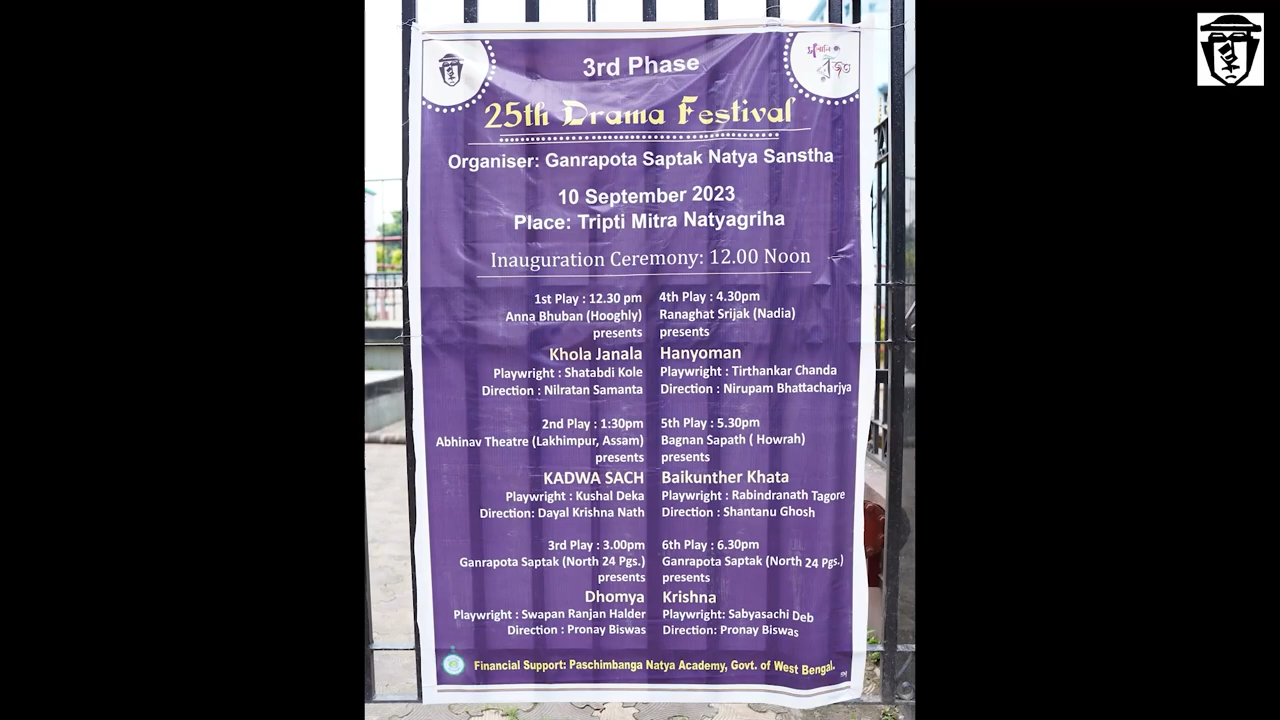 3rd Phase
25th Drama Festival
Organiser: Ganrapota Saptak Natya Sanstha
10 September 2023
Place: Tripti Mitra Natyagriha
Inauguration Ceremony: 12.00 Noon
1st Play : 12.30 pm
Anna Bhuban (Hooghly)
presents
Khola Janala
Playwright : Shatabdi Kole
Direction : Nilratan Samanta
2nd Play : 1:30pm
Abhinav Theatre (Lakhimpur, Assam)
presents
KADWA SACH
Playwright : Kushal Deka
Direction: Dayal Krishna Nath
3rd Play : 3.00pm
Ganrapota Saptak (North 24 Pgs.)
presents
Dhomya
Playwright : Swapan Ranjan Halder
Direction : Pronay Biswas
4th Play : 4.30pm
Ranaghat Srijak (Nadia)
presents
Hanyoman
Playwright : Tirthankar Chanda
Direction : Nirupam Bhattacharjya
5th Play : 5.30pm
Bagnan Sapath ( Howrah)
presents
Baikunther Khata
Playwright : Rabindranath Tagore
Direction : Shantanu Ghosh
6th Play : 6.30pm
Ganrapota Saptak (North 24 Pgs.)
presents
Krishna
Playwright: Sabyasachi Deb
Direction: Pronay Biswas
Financial Support: Paschimbanga Natya Academy, Govt. of West Bengal.